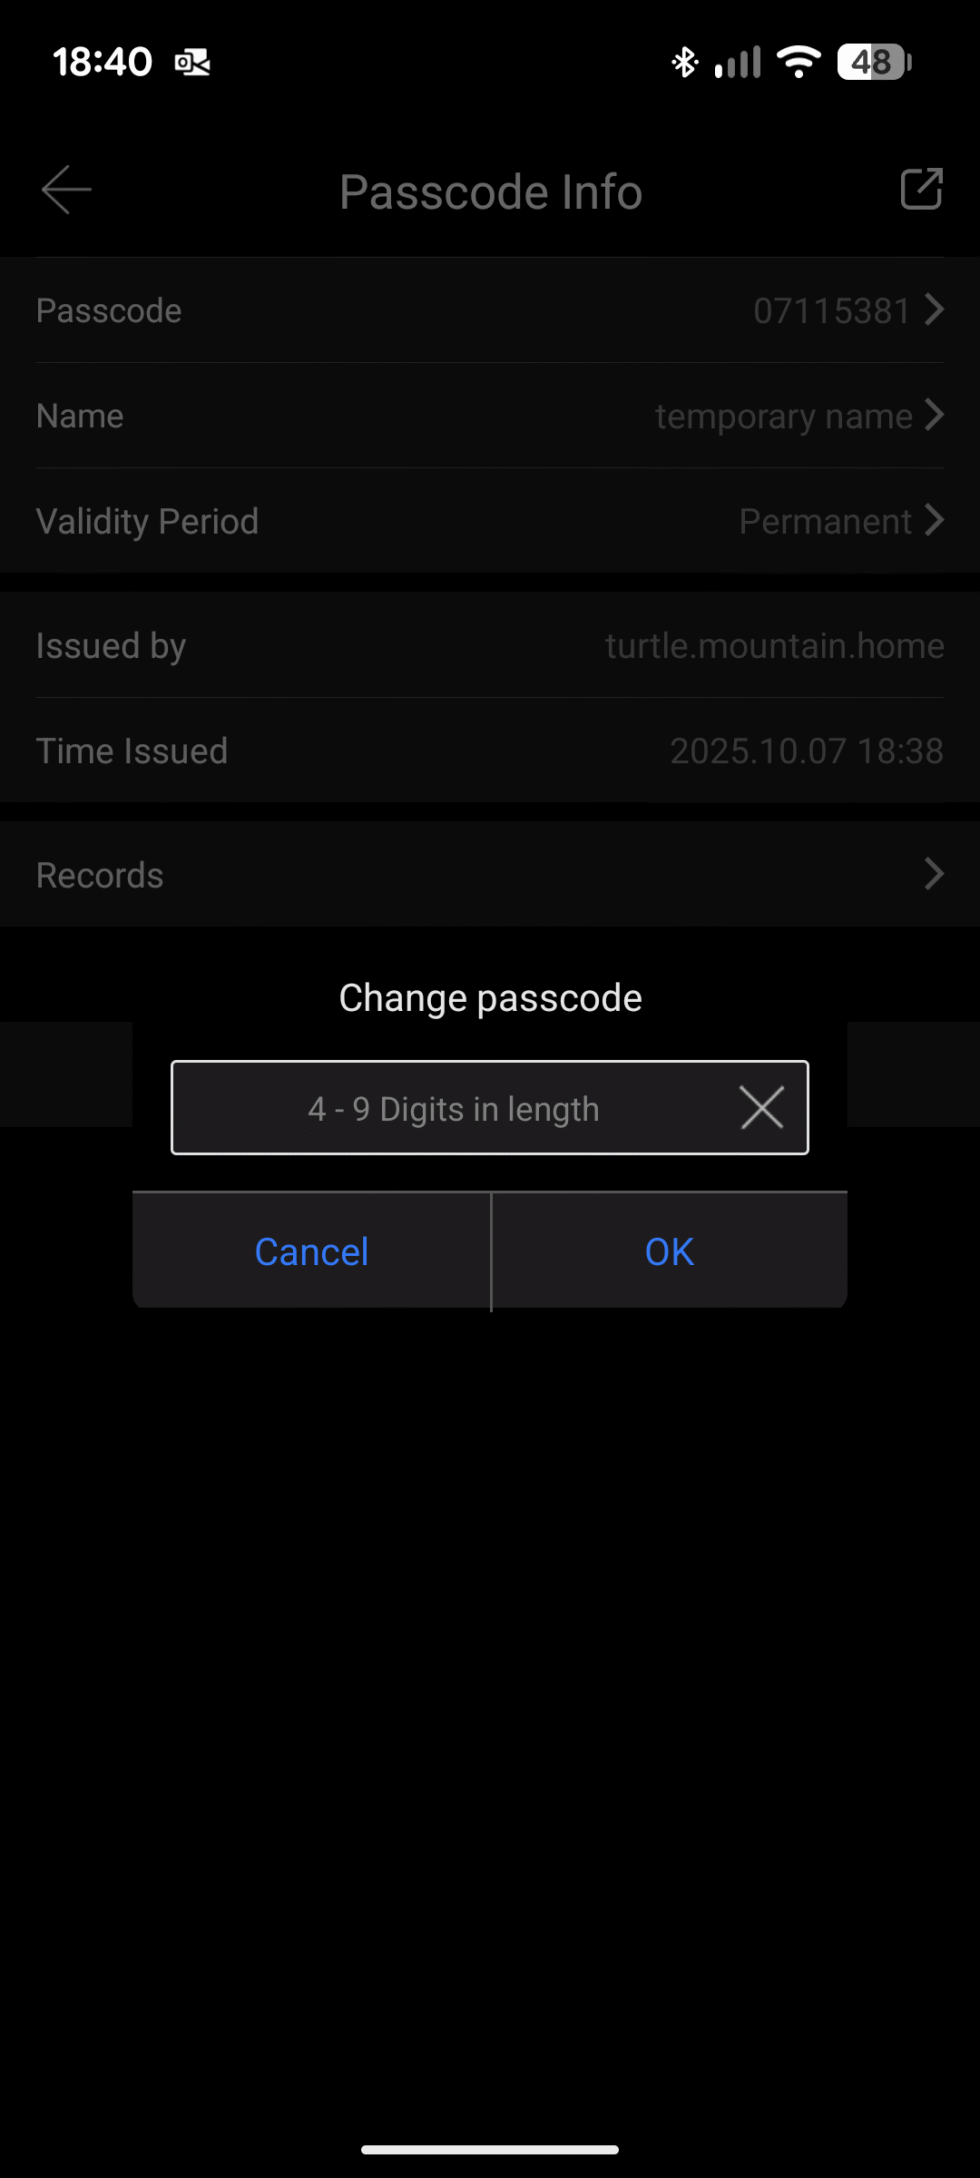 18:40 48
Passcode Info
Passcode 07115381
Name temporary name
Validity Period Permanent
Issued by turtle.mountain.home
Time Issued 2025.10.07 18:38
Records
Change passcode
4 - 9 Digits in length
Cancel OK